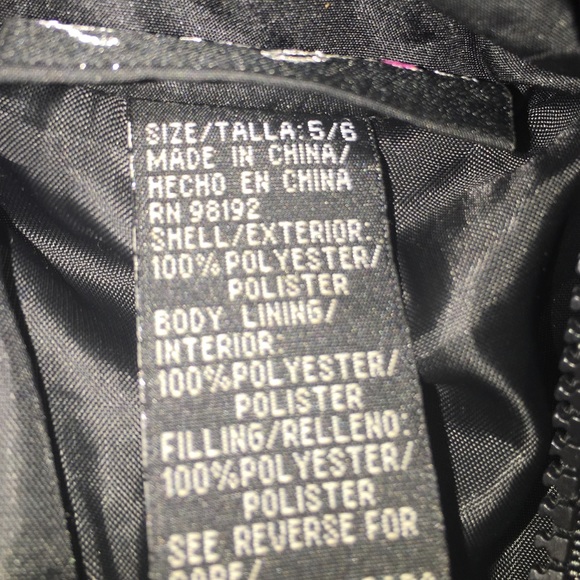 SIZE/TALLA: 5/6
MADE IN CHINA/
HECHO EN CHINA
RN 98192
SHELL/EXTERIOR:
100% POLYESTER/
POLISTER
BODY LINING/
INTERIOR:
100%POLYESTER/
POLISTER
FILLING/RELLENO:
100%POLYESTER/
POLISTER
SEE REVERSE FOR
CARE/